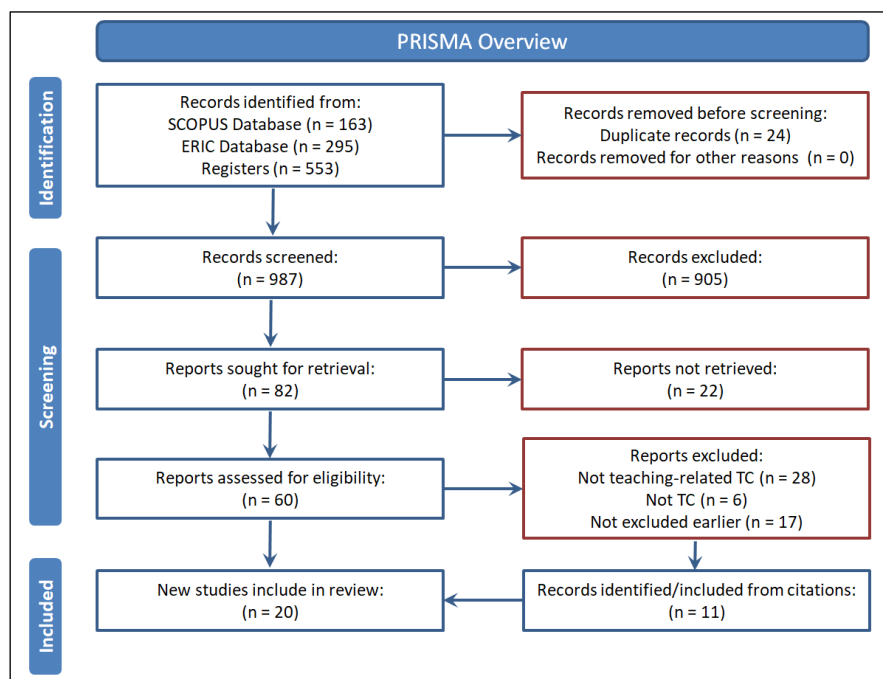 PRISMA Overview
Identification
Records identified from:
SCOPUS Database (n = 163)
ERIC Database (n = 295)
Registers (n = 553)
Records removed before screening:
Duplicate records (n = 24)
Records removed for other reasons (n = 0)
Screening
Records screened:
(n = 987)
Records excluded:
(n = 905)
Reports sought for retrieval:
(n = 82)
Reports not retrieved:
(n = 22)
Reports assessed for eligibility:
(n = 60)
Reports excluded:
Not teaching-related TC (n = 28)
Not TC (n = 6)
Not excluded earlier (n = 17)
Included
New studies include in review:
(n = 20)
Records identified/included from citations:
(n = 11)